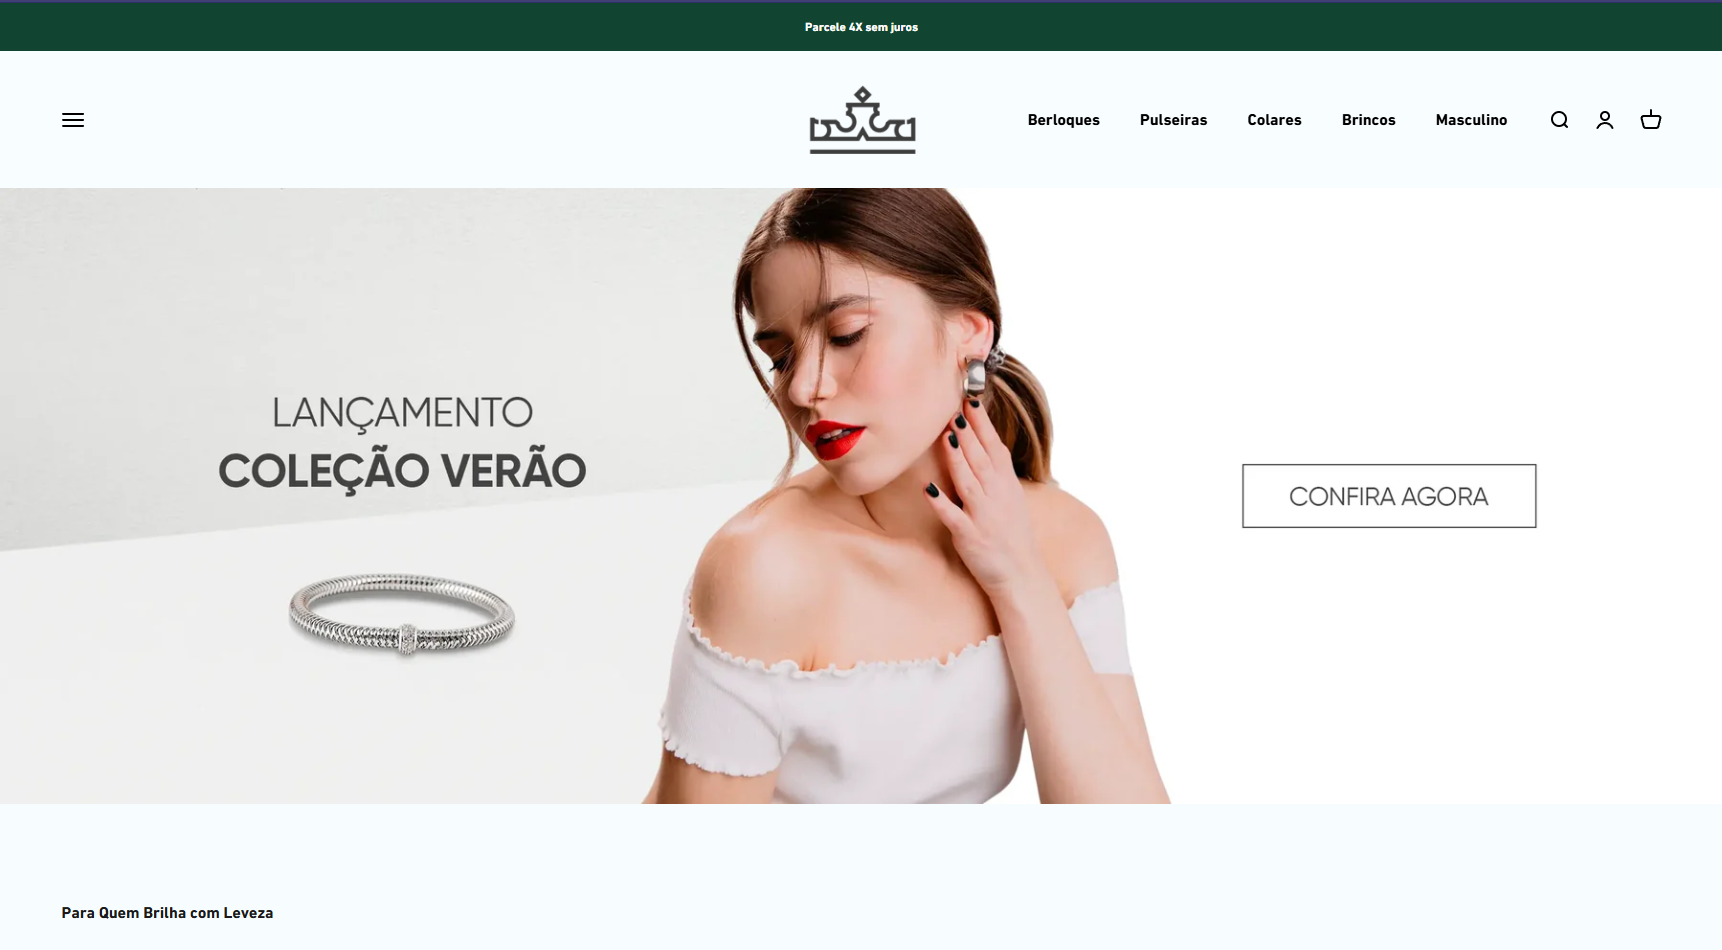 Parcele 4X sem juros
Berloques Pulseiras Colares Brincos Masculino
LANÇAMENTO
COLEÇÃO VERÃO
CONFIRA AGORA
Para Quem Brilha com Leveza